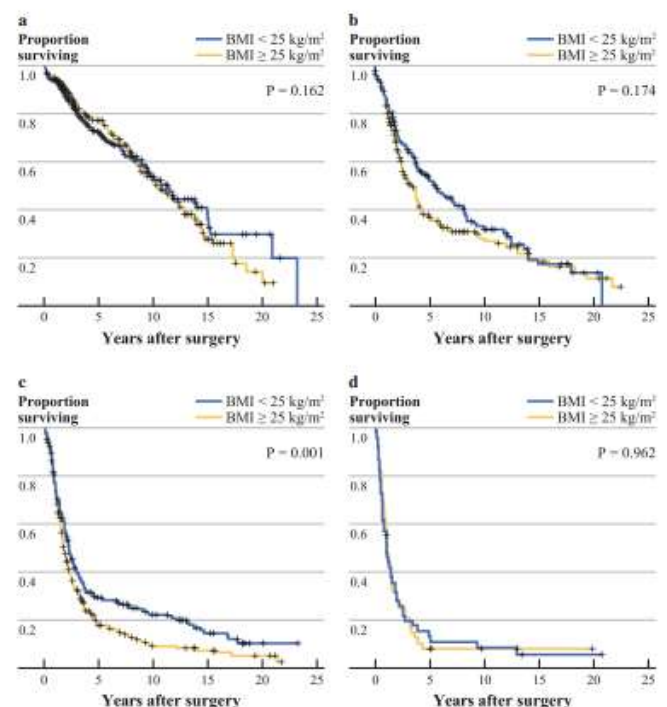 a
Proportion surviving
BMI < 25 kg/m²
BMI ≥ 25 kg/m²
P = 0.162
1.0
0.8
0.6
0.4
0.2
0 5 10 15 20 25
Years after surgery
b
Proportion surviving
BMI < 25 kg/m²
BMI ≥ 25 kg/m²
P = 0.174
1.0
0.8
0.6
0.4
0.2
0 5 10 15 20 25
Years after surgery
c
Proportion surviving
BMI < 25 kg/m²
BMI ≥ 25 kg/m²
P = 0.001
1.0
0.8
0.6
0.4
0.2
0 5 10 15 20 25
Years after surgery
d
Proportion surviving
BMI < 25 kg/m²
BMI ≥ 25 kg/m²
P = 0.962
1.0
0.8
0.6
0.4
0.2
0 5 10 15 20 25
Years after surgery